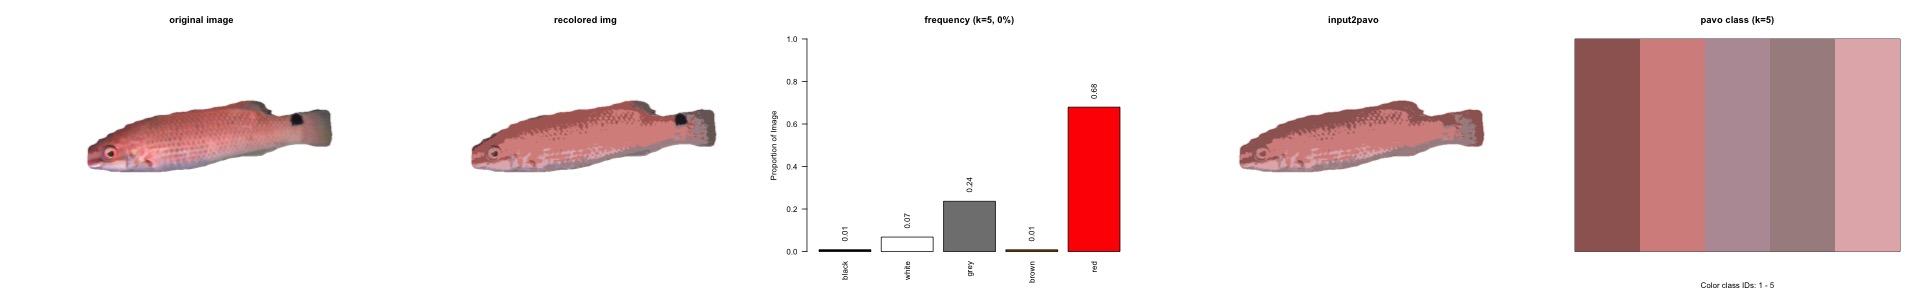 original image
recolored img
frequency (k=5, 0%)
input2pavo
pavo class (k=5)
Proportion of Image
1.0
0.8
0.6
0.4
0.2
0.0
0.01
0.07
0.24
0.01
0.68
black
white
grey
brown
red
Color class IDs: 1 - 5